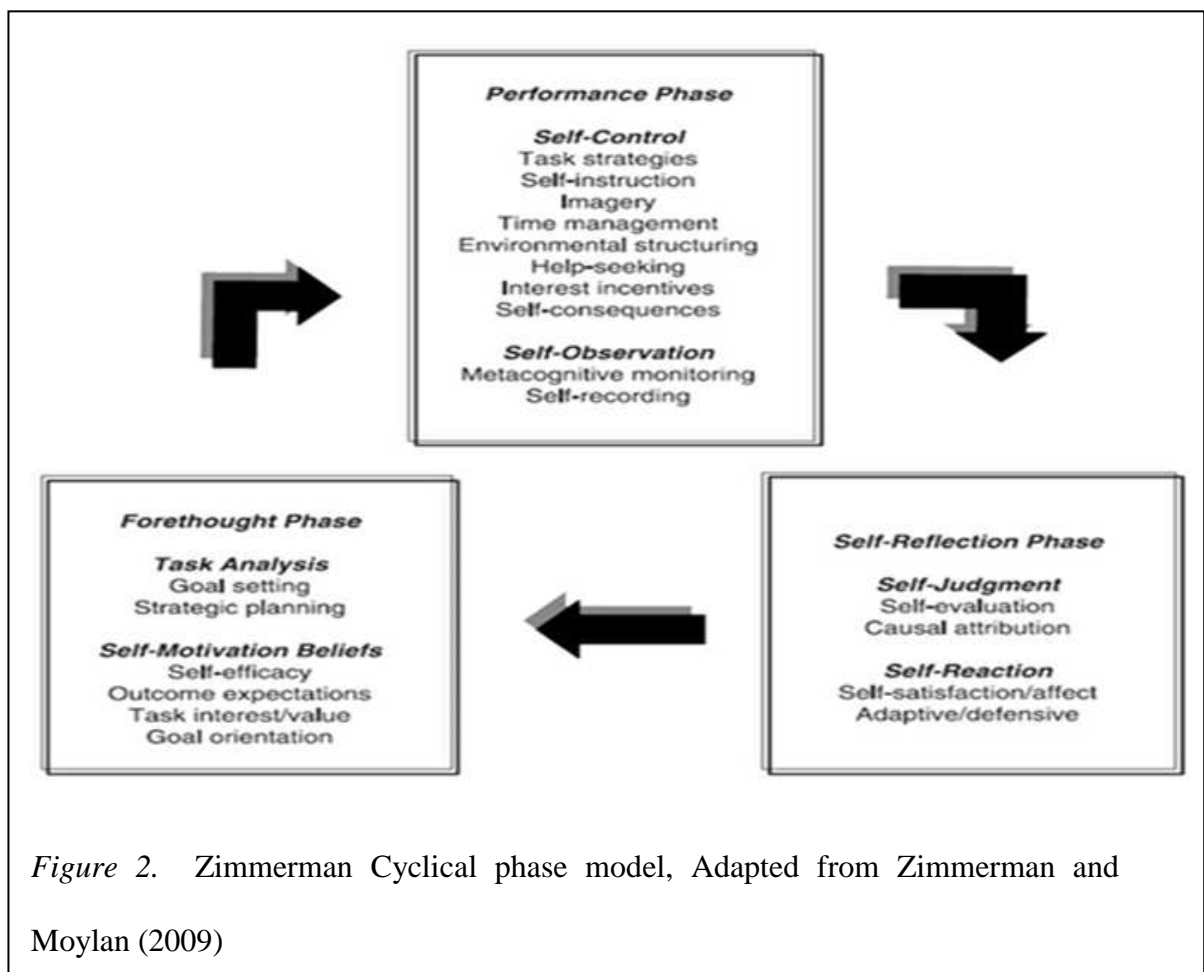 Performance Phase
Self-Control
Task strategies
Self-instruction
Imagery
Time management
Environmental structuring
Help-seeking
Interest incentives
Self-consequences
Self-Observation
Metacognitive monitoring
Self-recording
Forethought Phase
Task Analysis
Goal setting
Strategic planning
Self-Motivation Beliefs
Self-efficacy
Outcome expectations
Task interest/value
Goal orientation
Self-Reflection Phase
Self-Judgment
Self-evaluation
Causal attribution
Self-Reaction
Self-satisfaction/affect
Adaptive/defensive
Figure 2. Zimmerman Cyclical phase model, Adapted from Zimmerman and
Moylan (2009)